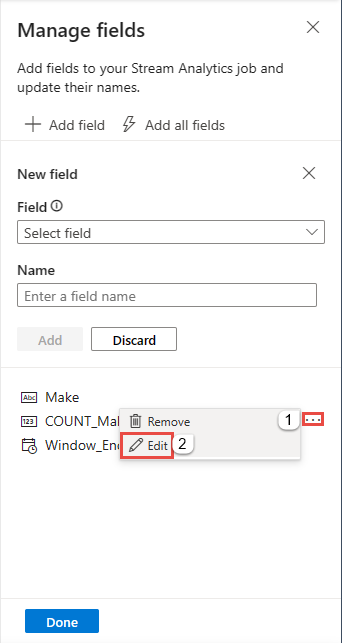 Manage fields
Add fields to your Stream Analytics job and
update their names.
Add field Add all fields
New field
Field
Select field
Name
Enter a field name
Add Discard
Abc Make
123 COUNT_Ma
Remove 1 ...
Window_End
Edit 2
Done